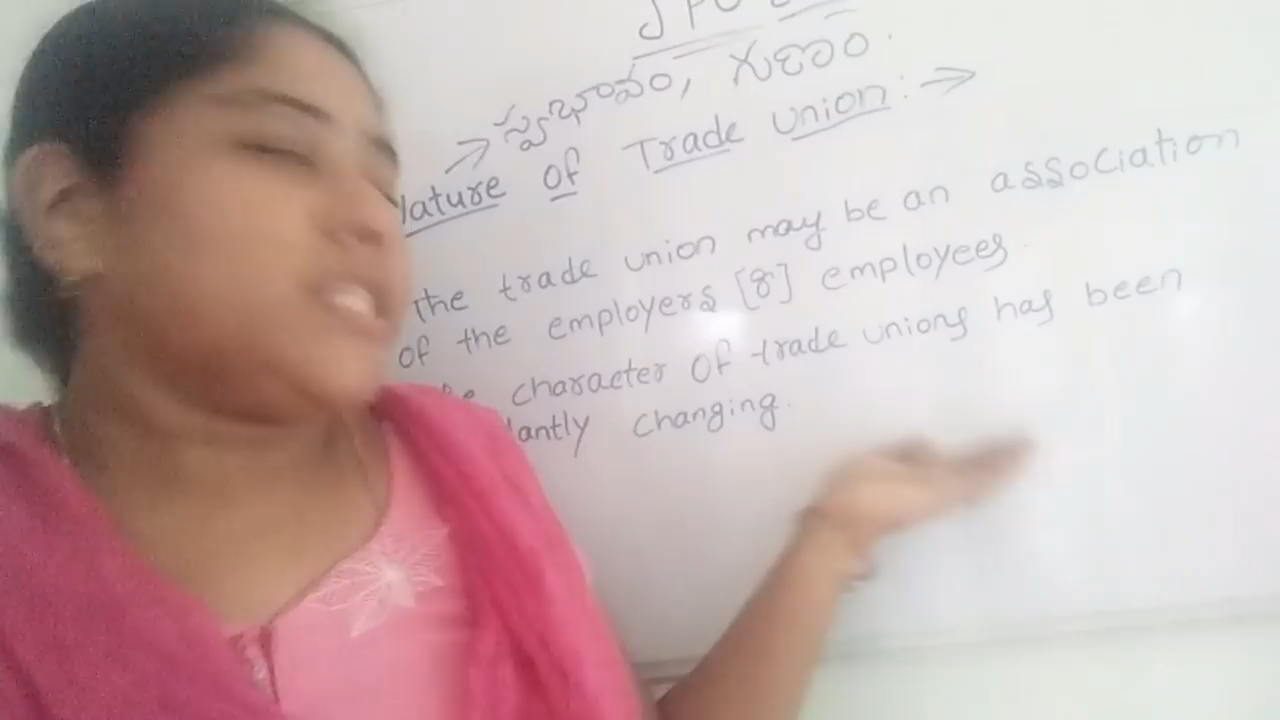 → స్వభావం, గుణం.
Nature of Trade union: →
The trade union may be an association
of the employers [or] employees.
character of trade unions has been
changing.